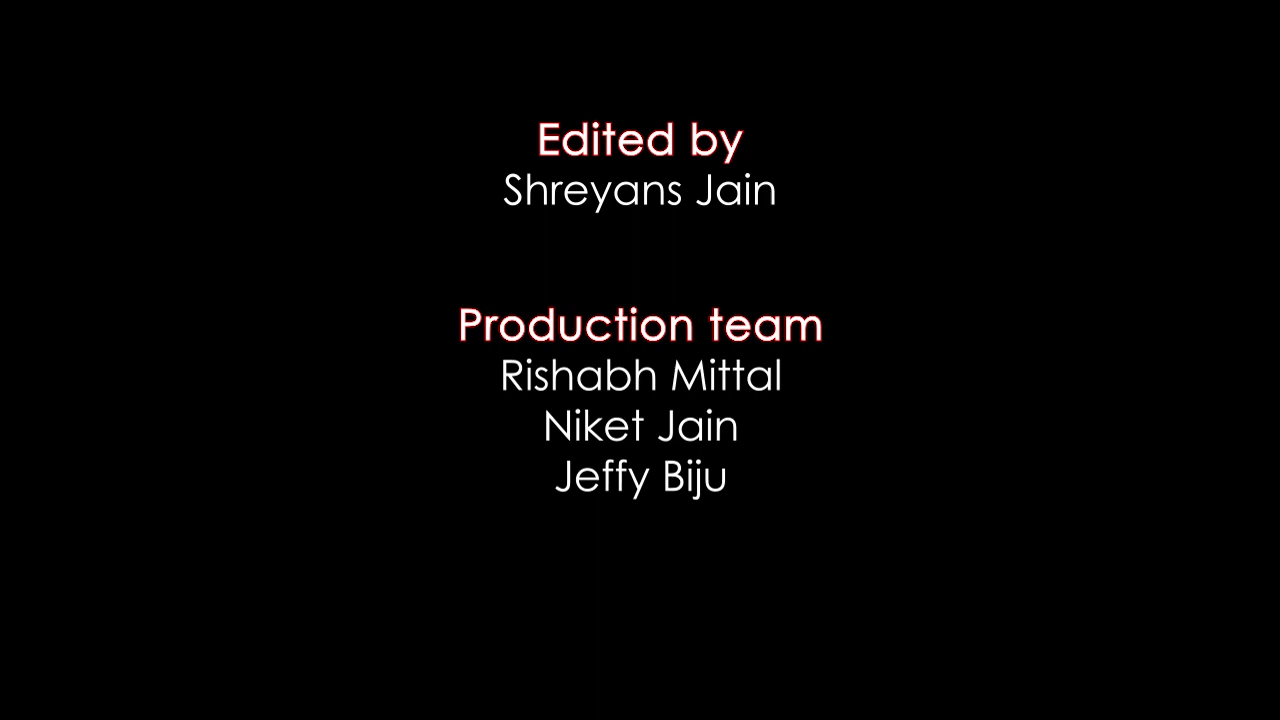 Edited by
Shreyans Jain
Production team
Rishabh Mittal
Niket Jain
Jeffy Biju